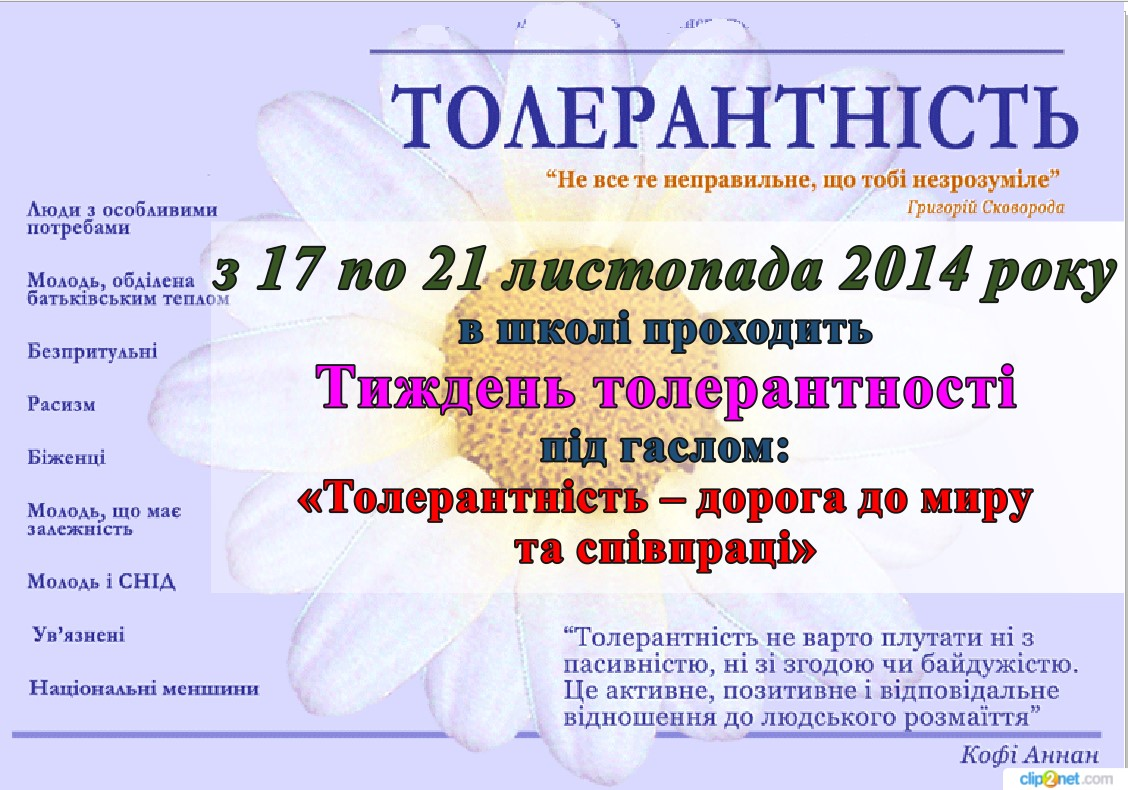 ТОЛЕРАНТНІСТЬ
“Не все те неправильне, що тобі незрозуміле”
Григорій Сковорода
Люди з особливими
потребами
Молодь, обділена
батьківським теплом
Безпритульні
Расизм
Біженці
Молодь, що має
залежність
Молодь і СНІД
Ув’язнені
Національні меншини
з 17 по 21 листопада 2014 року
в школі проходить
Тиждень толерантності
під гаслом:
«Толерантність – дорога до миру
та співпраці»
“Толерантність не варто плутати ні з
пасивністю, ні зі згодою чи байдужістю.
Це активне, позитивне і відповідальне
відношення до людського розмаїття”
Кофі Аннан
clip2net.com